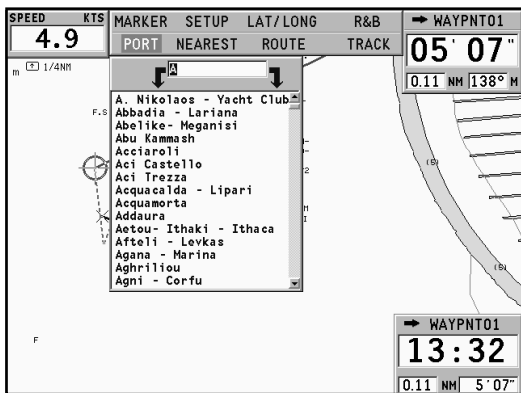 SPEED KTS
4.9
MARKER SETUP LAT/LONG R&B
PORT NEAREST ROUTE TRACK
WAYPNT01
05' 07"
0.11 NM 138° M
m 1/4NM
A
F.S
A. Nikolaos - Yacht Club
Abbadia - Lariana
Abelike- Meganisi
Abu Kammash
Acciaroli
Aci Castello
Aci Trezza
Acquacalda - Lipari
Acquamorta
Addaura
Aetou- Ithaki - Ithaca
Afteli - Levkas
Agana - Marina
Aghriliou
Agni - Corfu
2
M
I
(5)
(5)
F
WAYPNT01
13:32
0.11 NM 5'07"